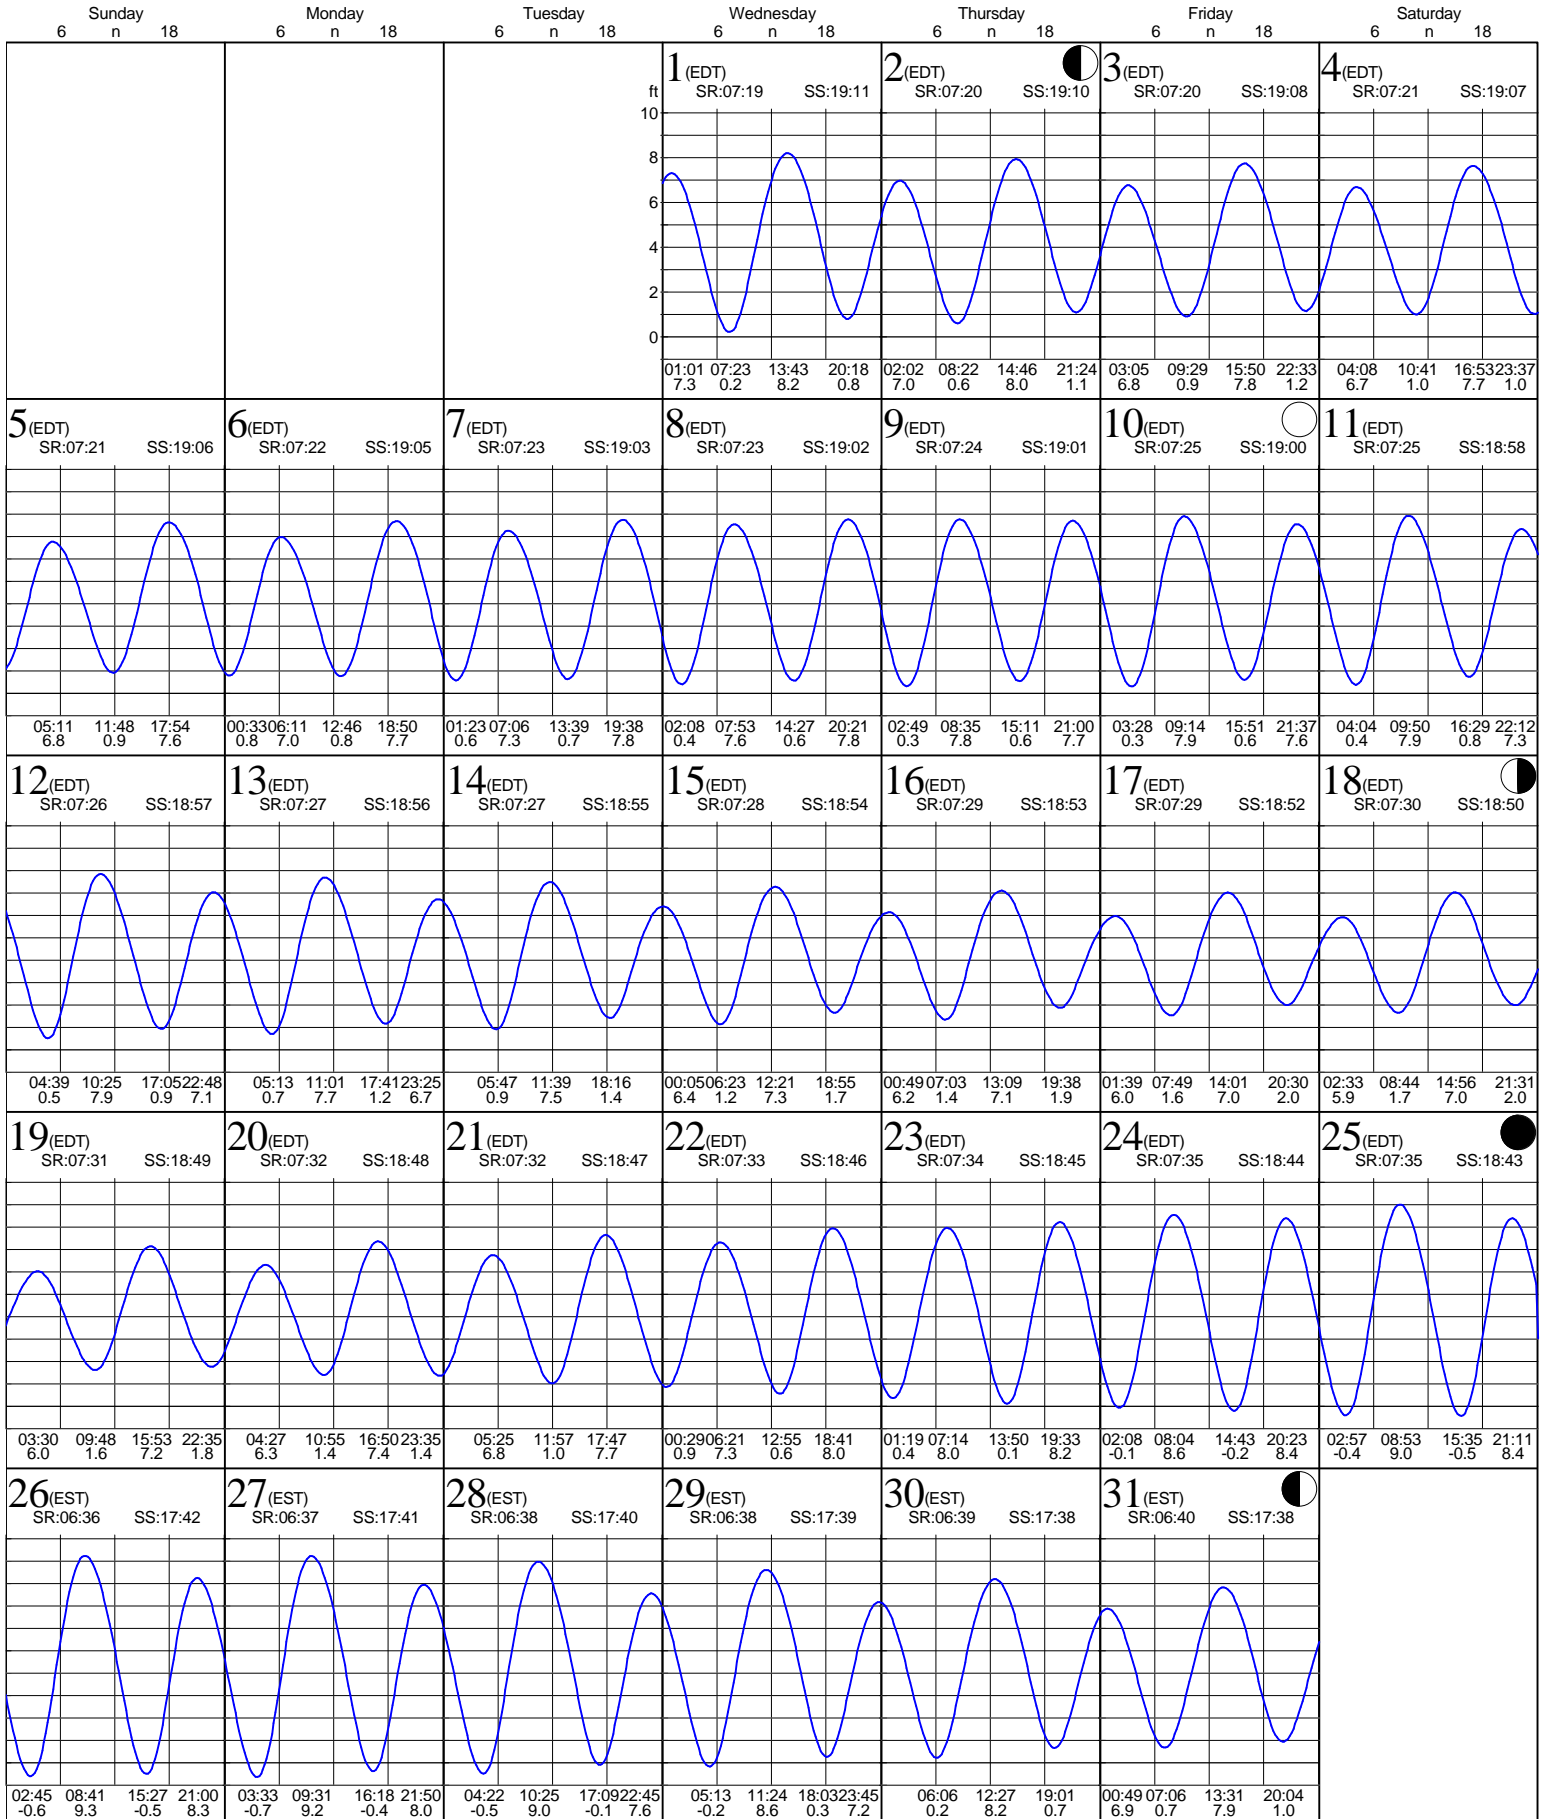 Sunday Monday Tuesday Wednesday Thursday Friday Saturday
6 n 18 6 n 18 6 n 18 6 n 18 6 n 18 6 n 18 6 n 18
1(EDT) 2(EDT) 3(EDT) 4(EDT)
ft SR:07:19 SS:19:11 SR:07:20 SS:19:10 SR:07:20 SS:19:08 SR:07:21 SS:19:07
10
8
6
4
2
0
01:01 07:23 13:43 20:18 02:02 08:22 14:46 21:24 03:05 09:29 15:50 22:33 04:08 10:41 16:53 23:37
7.3 0.2 8.2 0.8 7.0 0.6 8.0 1.1 6.8 0.9 7.8 1.2 6.7 1.0 7.7 1.0
5(EDT) 6(EDT) 7(EDT) 8(EDT) 9(EDT) 10(EDT) 11(EDT)
SR:07:21 SS:19:06 SR:07:22 SS:19:05 SR:07:23 SS:19:03 SR:07:23 SS:19:02 SR:07:24 SS:19:01 SR:07:25 SS:19:00 SR:07:25 SS:18:58
05:11 11:48 17:54 00:33 06:11 12:46 18:50 01:23 07:06 13:39 19:38 02:08 07:53 14:27 20:21 02:49 08:35 15:11 21:00 03:28 09:14 15:51 21:37 04:04 09:50 16:29 22:12
6.8 0.9 7.6 0.8 7.0 0.8 7.7 0.6 7.3 0.7 7.8 0.4 7.6 0.6 7.8 0.3 7.8 0.6 7.7 0.3 7.9 0.6 7.6 0.4 7.9 0.8 7.3
12(EDT) 13(EDT) 14(EDT) 15(EDT) 16(EDT) 17(EDT) 18(EDT)
SR:07:26 SS:18:57 SR:07:27 SS:18:56 SR:07:27 SS:18:55 SR:07:28 SS:18:54 SR:07:29 SS:18:53 SR:07:29 SS:18:52 SR:07:30 SS:18:50
04:39 10:25 17:05 22:48 05:13 11:01 17:41 23:25 05:47 11:39 18:16 00:05 06:23 12:21 18:55 00:49 07:03 13:09 19:38 01:39 07:49 14:01 20:30 02:33 08:44 14:56 21:31
0.5 7.9 0.9 7.1 0.7 7.7 1.2 6.7 0.9 7.5 1.4 6.4 1.2 7.3 1.7 6.2 1.4 7.1 1.9 6.0 1.6 7.0 2.0 5.9 1.7 7.0 2.0
19(EDT) 20(EDT) 21(EDT) 22(EDT) 23(EDT) 24(EDT) 25(EDT)
SR:07:31 SS:18:49 SR:07:32 SS:18:48 SR:07:32 SS:18:47 SR:07:33 SS:18:46 SR:07:34 SS:18:45 SR:07:35 SS:18:44 SR:07:35 SS:18:43
03:30 09:48 15:53 22:35 04:27 10:55 16:50 23:35 05:25 11:57 17:47 00:29 06:21 12:55 18:41 01:19 07:14 13:50 19:33 02:08 08:04 14:43 20:23 02:57 08:53 15:35 21:11
6.0 1.6 7.2 1.8 6.3 1.4 7.4 1.4 6.8 1.0 7.7 0.9 7.3 0.6 8.0 0.4 8.0 0.1 8.2 -0.1 8.6 -0.2 8.4 -0.4 9.0 -0.5 8.4
26(EST) 27(EST) 28(EST) 29(EST) 30(EST) 31(EST)
SR:06:36 SS:17:42 SR:06:37 SS:17:41 SR:06:38 SS:17:40 SR:06:38 SS:17:39 SR:06:39 SS:17:38 SR:06:40 SS:17:38
02:45 08:41 15:27 21:00 03:33 09:31 16:18 21:50 04:22 10:25 17:09 22:45 05:13 11:24 18:03 23:45 06:06 12:27 19:01 00:49 07:06 13:31 20:04
-0.6 9.3 -0.5 8.3 -0.7 9.2 -0.4 8.0 -0.5 9.0 -0.1 7.6 -0.2 8.6 0.3 7.2 0.2 8.2 0.7 6.9 0.7 7.9 1.0